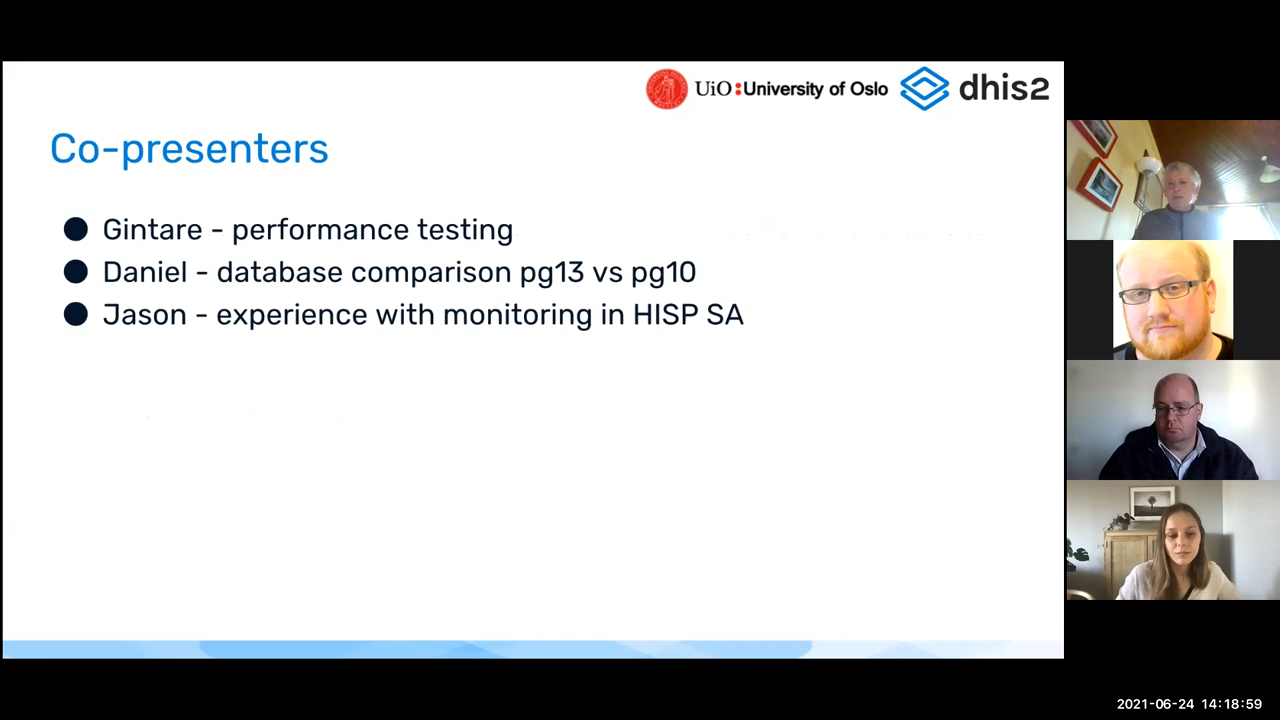 UiO:University of Oslo dhis2
Co-presenters
Gintare - performance testing
Daniel - database comparison pg13 vs pg10
Jason - experience with monitoring in HISP SA
2021-06-24 14:18:59